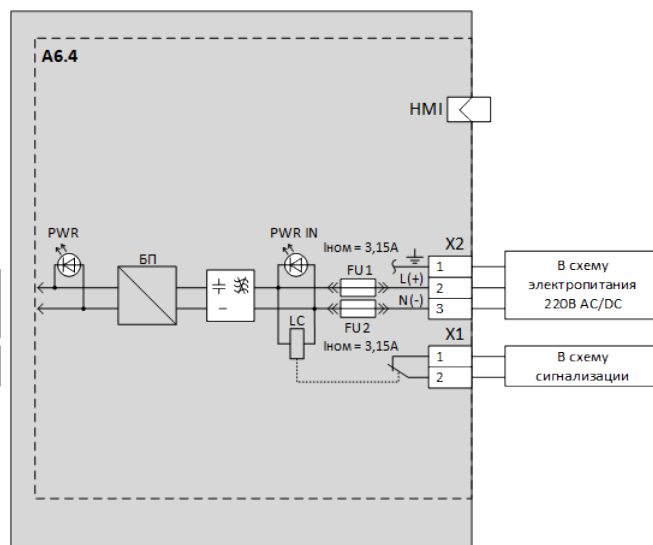 А6.4
HMI
PWR
БП
PWR IN
Iном = 3,15А
FU1
L(+)
N(-)
FU2
Iном = 3,15А
LC
X2
1
2
3
В схему
электропитания
220В AC/DC
X1
1
2
В схему
сигнализации